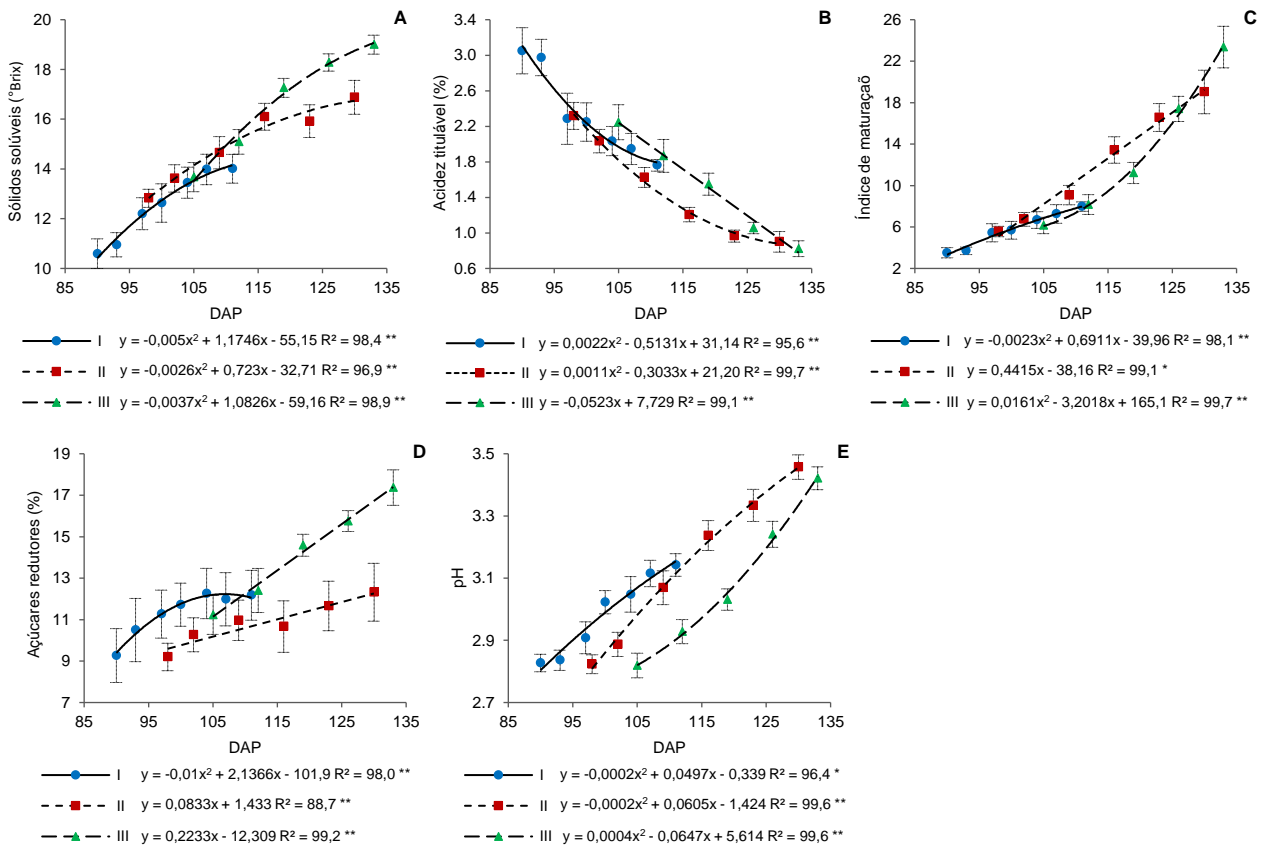 A
Sólidos solúveis (°Brix)
20
18
16
14
12
10
85 95 105 115 125 135
DAP
I y = -0,005x² + 1,1746x - 55,15 R² = 98,4 **
II y = -0,0026x² + 0,723x - 32,71 R² = 96,9 **
III y = -0,0037x² + 1,0826x - 59,16 R² = 98,9 **
B
Acidez titulável (%)
3.4
3.0
2.6
2.2
1.8
1.4
1.0
0.6
85 95 105 115 125 135
DAP
I y = 0,0022x² - 0,5131x + 31,14 R² = 95,6 **
II y = 0,0011x² - 0,3033x + 21,20 R² = 99,7 **
III y = -0,0523x + 7,729 R² = 99,1 **
C
Índice de maturaçaõ
26
22
18
14
10
6
2
85 95 105 115 125 135
DAP
I y = -0,0023x² + 0,6911x - 39,96 R² = 98,1 **
II y = 0,4415x - 38,16 R² = 99,1 *
III y = 0,0161x² - 3,2018x + 165,1 R² = 99,7 **
D
Açúcares redutores (%)
19
17
15
13
11
9
7
85 95 105 115 125 135
DAP
I y = -0,01x² + 2,1366x - 101,9 R² = 98,0 **
II y = 0,0833x + 1,433 R² = 88,7 **
III y = 0,2233x - 12,309 R² = 99,2 **
E
pH
3.5
3.3
3.1
2.9
2.7
85 95 105 115 125 135
DAP
I y = -0,0002x² + 0,0497x - 0,339 R² = 96,4 *
II y = -0,0002x² + 0,0605x - 1,424 R² = 99,6 **
III y = 0,0004x² - 0,0647x + 5,614 R² = 99,6 **